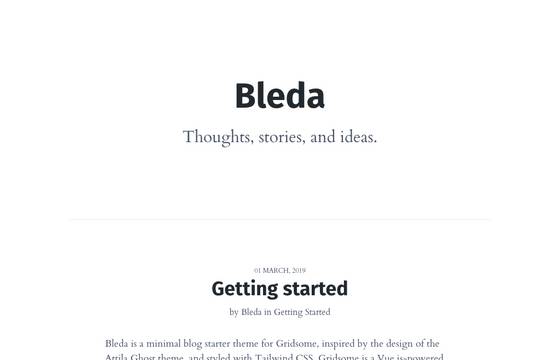 Bleda
Thoughts, stories, and ideas.
01 MARCH, 2019
Getting started
by Bleda in Getting Started
Bleda is a minimal blog starter theme for Gridsome, inspired by the design of the
Attila Ghost theme, and styled with Tailwind CSS. Gridsome is a Vue.js-powered